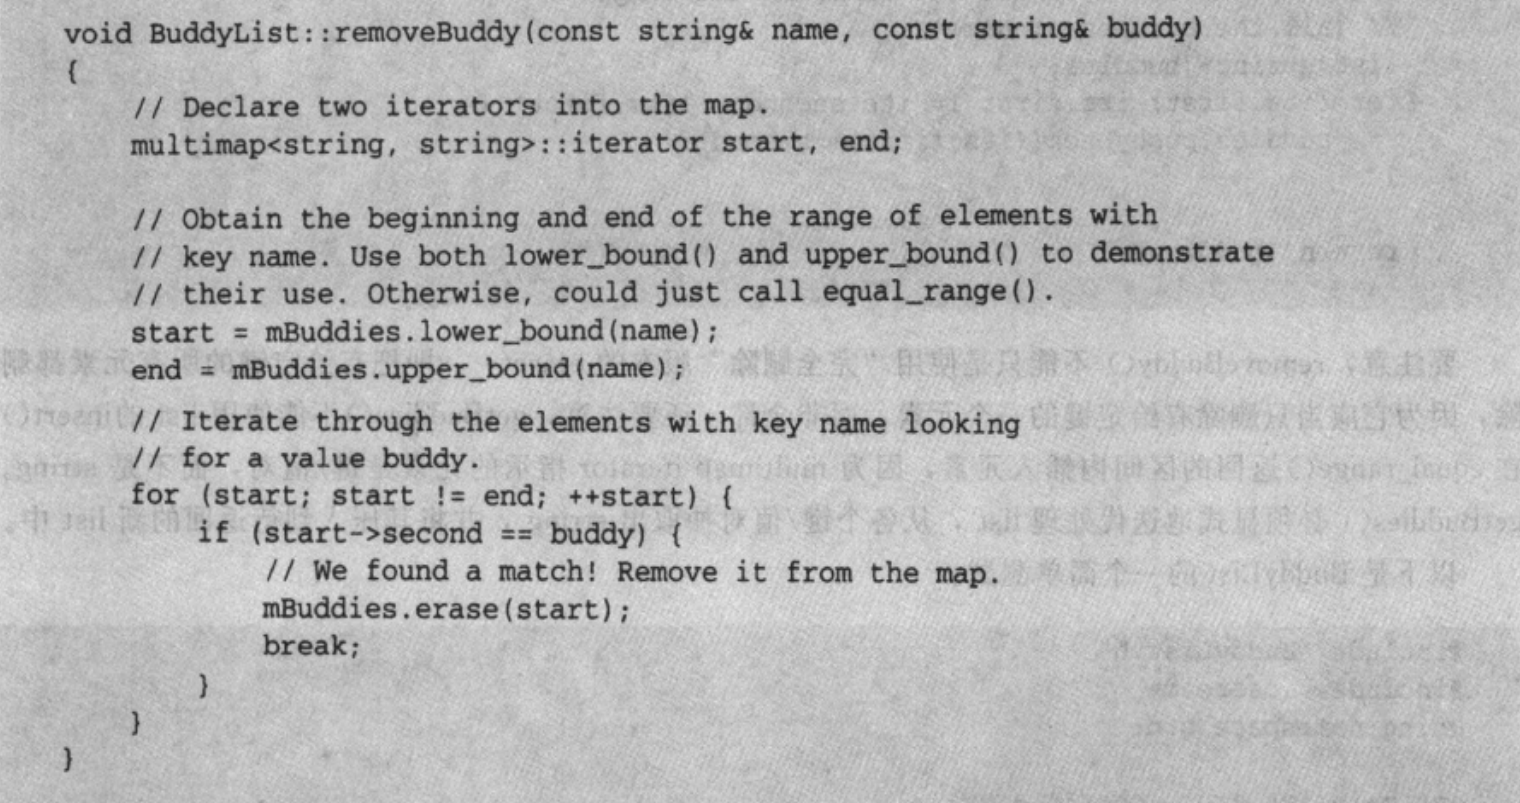 void BuddyList::removeBuddy(const string& name, const string& buddy)
{
// Declare two iterators into the map.
multimap<string, string>::iterator start, end;
// Obtain the beginning and end of the range of elements with
// key name. Use both lower_bound() and upper_bound() to demonstrate
// their use. Otherwise, could just call equal_range().
start = mBuddies.lower_bound(name);
end = mBuddies.upper_bound(name);
// Iterate through the elements with key name looking
// for a value buddy.
for (start; start != end; ++start) {
if (start->second == buddy) {
// We found a match! Remove it from the map.
mBuddies.erase(start);
break;
}
}
}